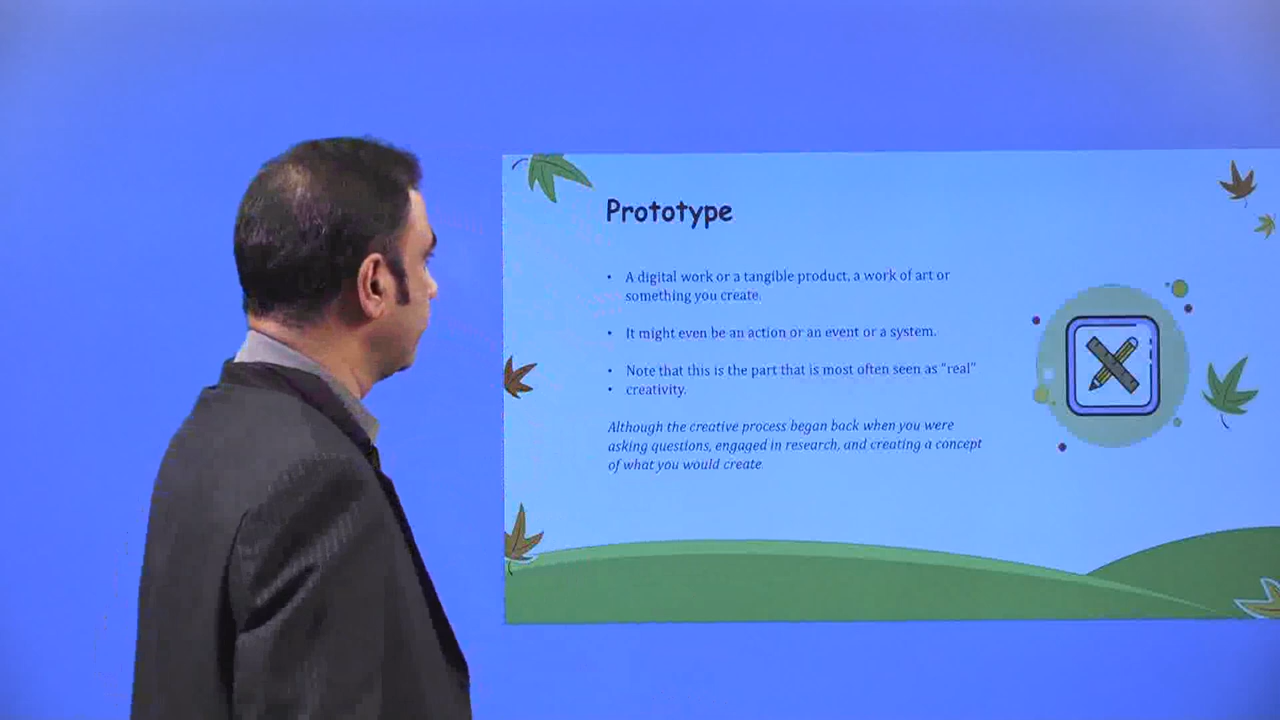 Prototype
• A digital work or a tangible product, a work of art or
something you create.
• It might even be an action or an event or a system.
• Note that this is the part that is most often seen as “real”
• creativity.
Although the creative process began back when you were
asking questions, engaged in research, and creating a concept
of what you would create.